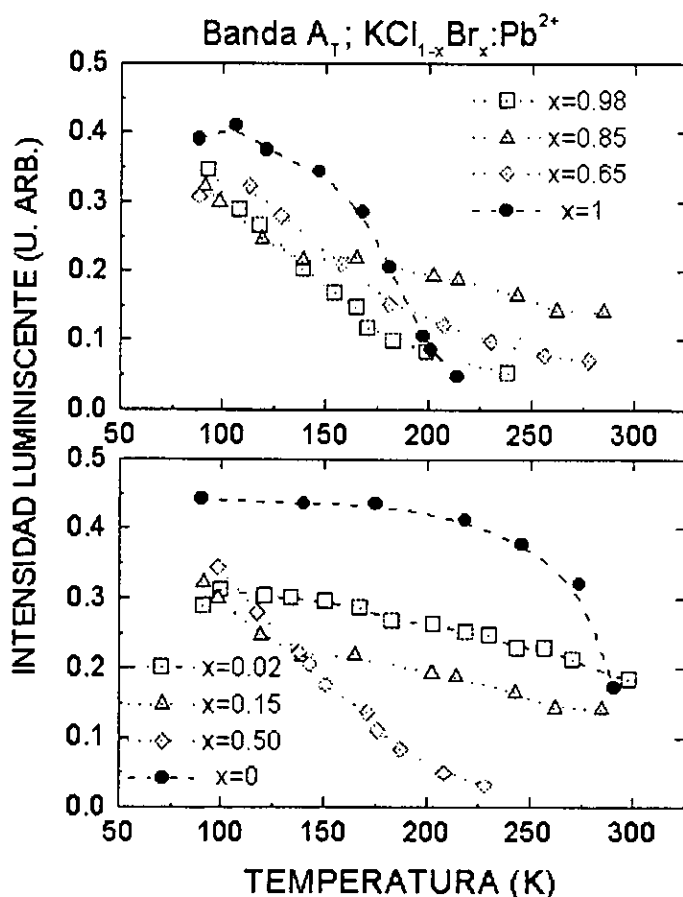 Banda A_T; KCl_{1-x}Br_x:Pb^{2+}
INTENSIDAD LUMINISCENTE (U. ARB.)
0.5
0.4
0.3
0.2
0.1
0.0
x=0.98
x=0.85
x=0.65
x=1
50 100 150 200 250 300
0.5
0.4
0.3
0.2
0.1
0.0
x=0.02
x=0.15
x=0.50
x=0
50 100 150 200 250 300
TEMPERATURA (K)